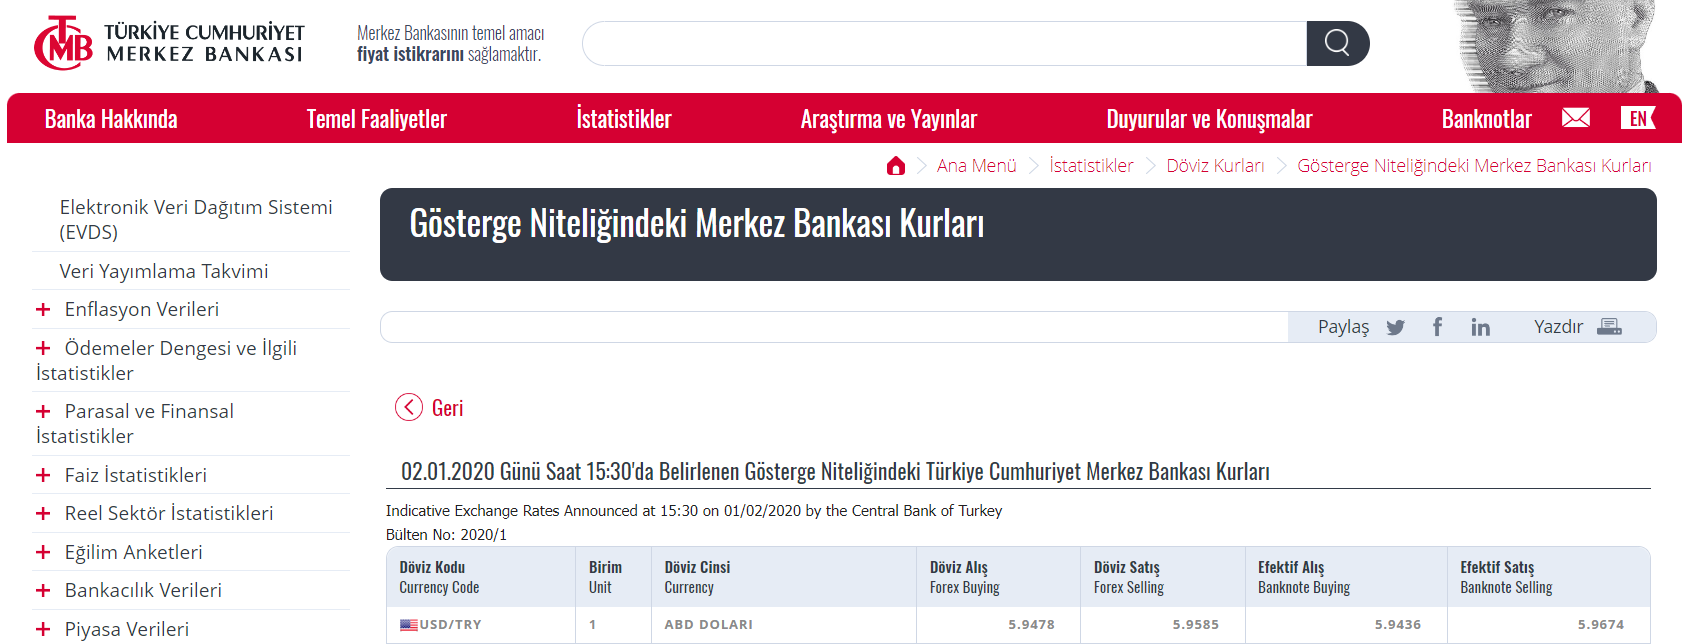 TÜRKİYE CUMHURİYET
MERKEZ BANKASI
TCMB
Merkez Bankasının temel amacı
fiyat istikrarını sağlamaktır.
Banka Hakkında Temel Faaliyetler İstatistikler Araştırma ve Yayınlar Duyurular ve Konuşmalar Banknotlar EN
Ana Menü İstatistikler Döviz Kurları Gösterge Niteliğindeki Merkez Bankası Kurları
Elektronik Veri Dağıtım Sistemi
(EVDS)
Veri Yayımlama Takvimi
+ Enflasyon Verileri
+ Ödemeler Dengesi ve İlgili
İstatistikler
+ Parasal ve Finansal
İstatistikler
+ Faiz İstatistikleri
+ Reel Sektör İstatistikleri
+ Eğilim Anketleri
+ Bankacılık Verileri
+ Piyasa Verileri
Gösterge Niteliğindeki Merkez Bankası Kurları
Paylaş Yazdır
Geri
02.01.2020 Günü Saat 15:30'da Belirlenen Gösterge Niteliğindeki Türkiye Cumhuriyet Merkez Bankası Kurları
Indicative Exchange Rates Announced at 15:30 on 01/02/2020 by the Central Bank of Turkey
Bülten No: 2020/1
Döviz Kodu Birim Döviz Cinsi Döviz Alış Döviz Satış Efektif Alış Efektif Satış
Currency Code Unit Currency Forex Buying Forex Selling Banknote Buying Banknote Selling
USD/TRY 1 ABD DOLARI 5.9478 5.9585 5.9436 5.9674